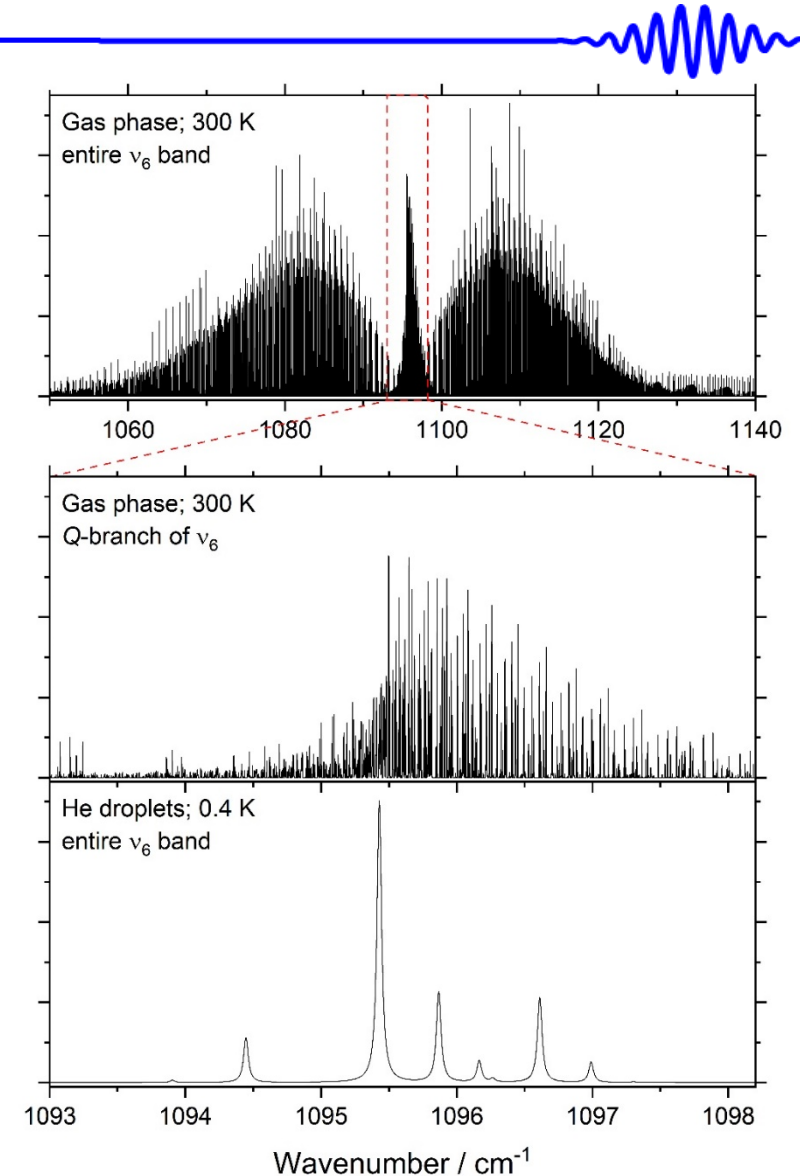 Gas phase; 300 K
entire ν₆ band
1060 1080 1100 1120 1140
Gas phase; 300 K
Q-branch of ν₆
He droplets; 0.4 K
entire ν₆ band
1093 1094 1095 1096 1097 1098
Wavenumber / cm⁻¹